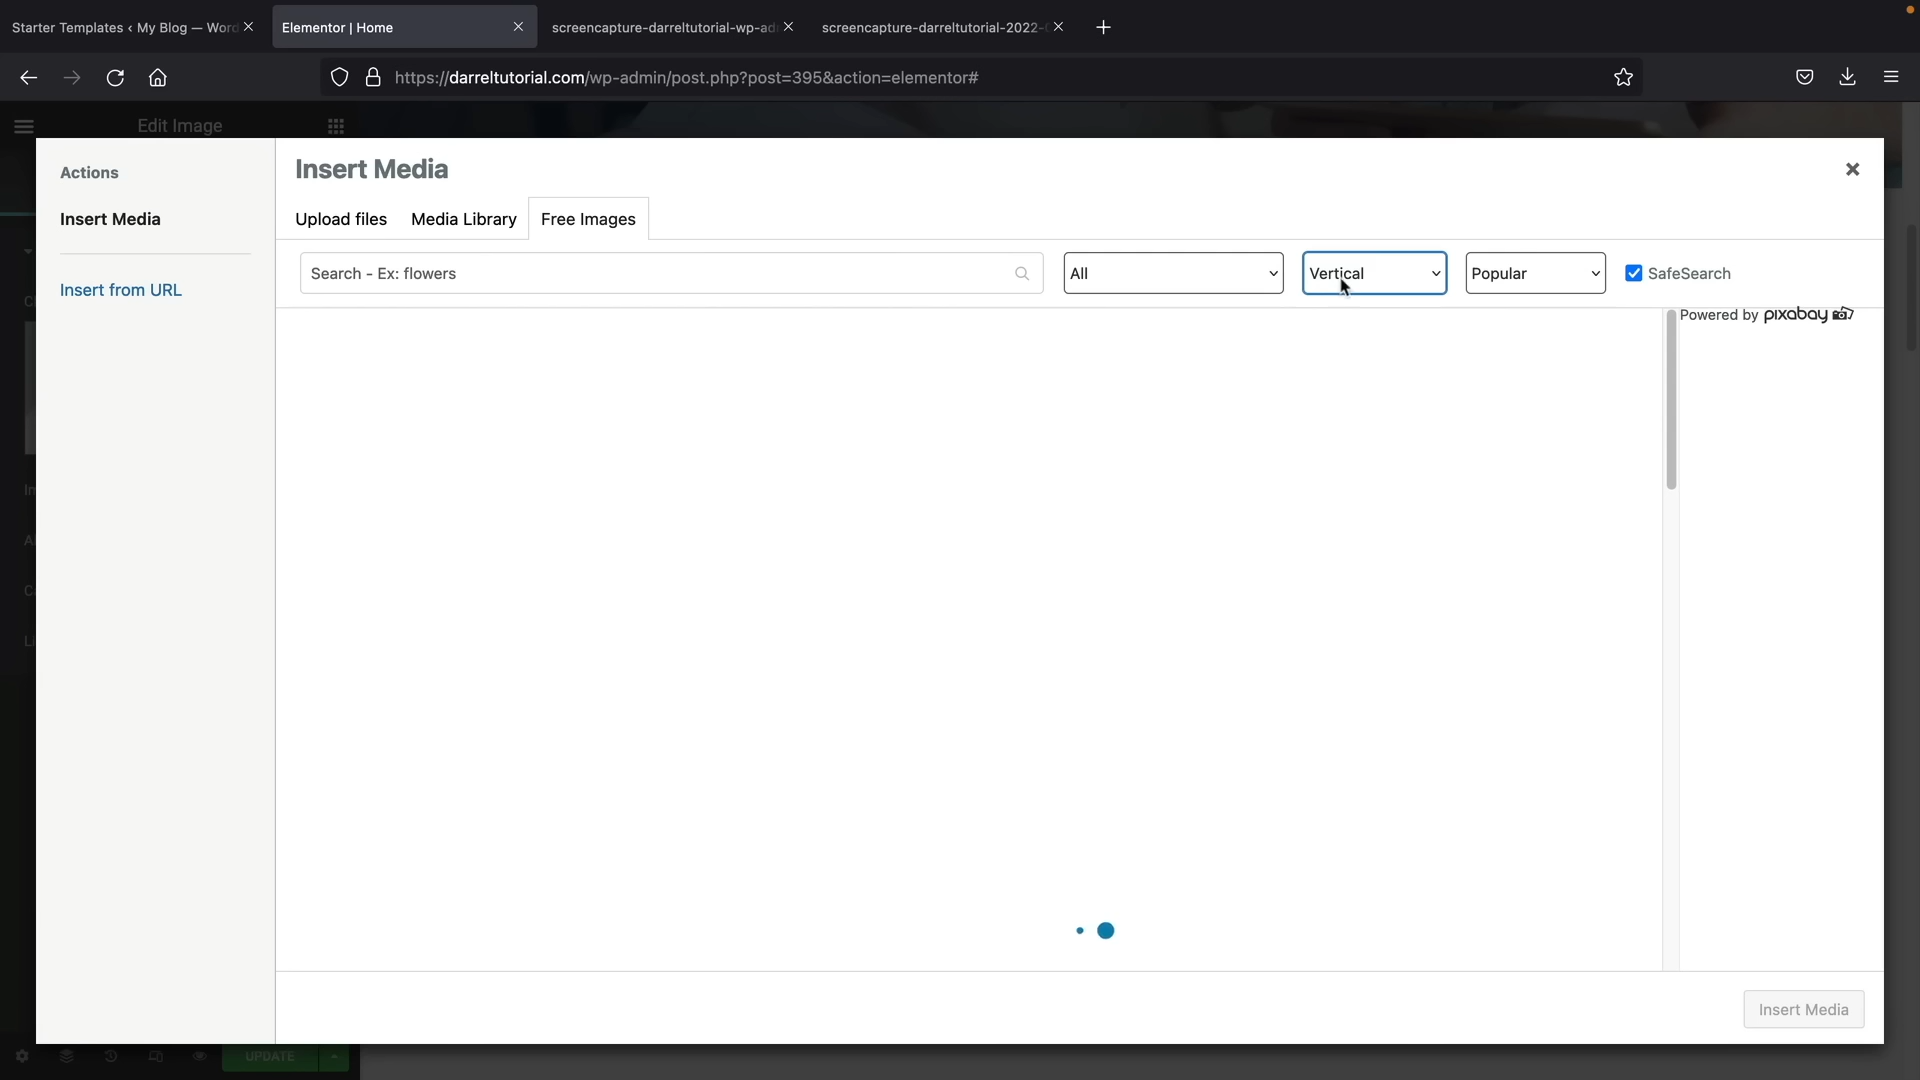 Starter Templates ‹ My Blog — Word
Elementor | Home
screencapture-darreltutorial-wp-ad
screencapture-darreltutorial-2022-
https://darreltutorial.com/wp-admin/post.php?post=395&action=elementor#
Edit Image
Actions
Insert Media
Insert from URL
Insert Media
Upload files
Media Library
Free Images
Search - Ex: flowers
All
Vertical
Popular
SafeSearch
Powered by pixabay
Insert Media
UPDATE